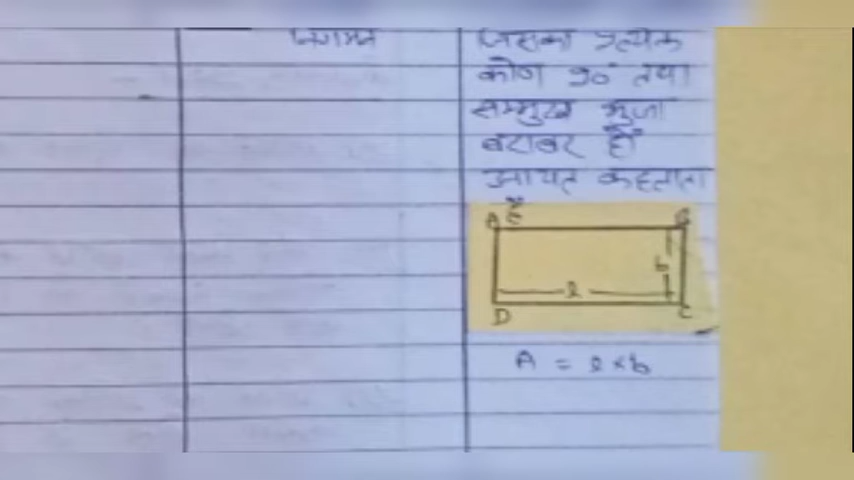 जिसका प्रत्येक
कोण 90° तथा
सम्मुख भुजा
बराबर हो
आयत कहलाता
है
A B
b
l
D C
A = l × b